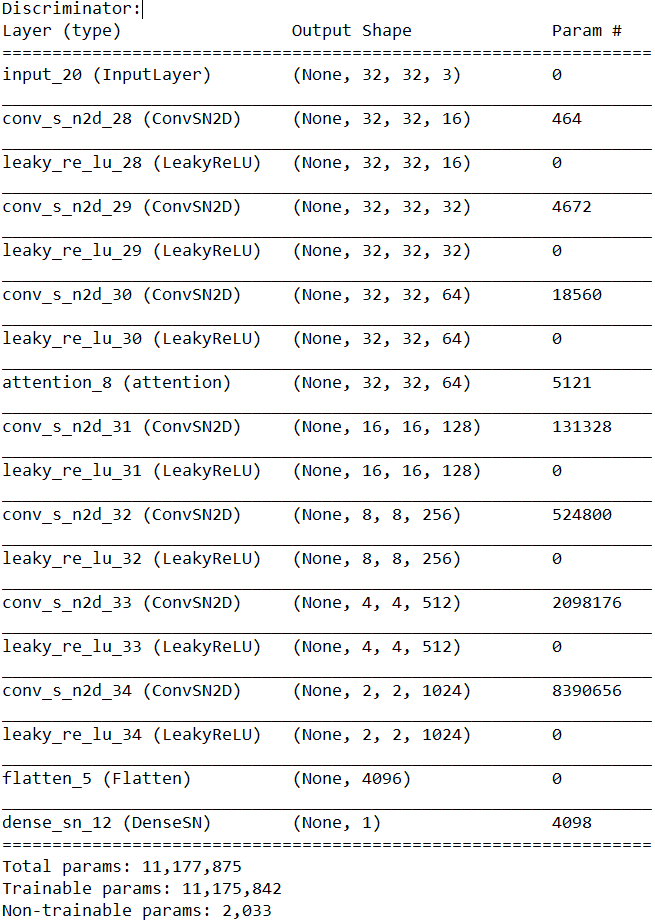 Discriminator:
Layer (type) Output Shape Param #
=================================================================
input_20 (InputLayer) (None, 32, 32, 3) 0
_________________________________________________________________
conv_s_n2d_28 (ConvSN2D) (None, 32, 32, 16) 464
_________________________________________________________________
leaky_re_lu_28 (LeakyReLU) (None, 32, 32, 16) 0
_________________________________________________________________
conv_s_n2d_29 (ConvSN2D) (None, 32, 32, 32) 4672
_________________________________________________________________
leaky_re_lu_29 (LeakyReLU) (None, 32, 32, 32) 0
_________________________________________________________________
conv_s_n2d_30 (ConvSN2D) (None, 32, 32, 64) 18560
_________________________________________________________________
leaky_re_lu_30 (LeakyReLU) (None, 32, 32, 64) 0
_________________________________________________________________
attention_8 (attention) (None, 32, 32, 64) 5121
_________________________________________________________________
conv_s_n2d_31 (ConvSN2D) (None, 16, 16, 128) 131328
_________________________________________________________________
leaky_re_lu_31 (LeakyReLU) (None, 16, 16, 128) 0
_________________________________________________________________
conv_s_n2d_32 (ConvSN2D) (None, 8, 8, 256) 524800
_________________________________________________________________
leaky_re_lu_32 (LeakyReLU) (None, 8, 8, 256) 0
_________________________________________________________________
conv_s_n2d_33 (ConvSN2D) (None, 4, 4, 512) 2098176
_________________________________________________________________
leaky_re_lu_33 (LeakyReLU) (None, 4, 4, 512) 0
_________________________________________________________________
conv_s_n2d_34 (ConvSN2D) (None, 2, 2, 1024) 8390656
_________________________________________________________________
leaky_re_lu_34 (LeakyReLU) (None, 2, 2, 1024) 0
_________________________________________________________________
flatten_5 (Flatten) (None, 4096) 0
_________________________________________________________________
dense_sn_12 (DenseSN) (None, 1) 4098
=================================================================
Total params: 11,177,875
Trainable params: 11,175,842
Non-trainable params: 2,033